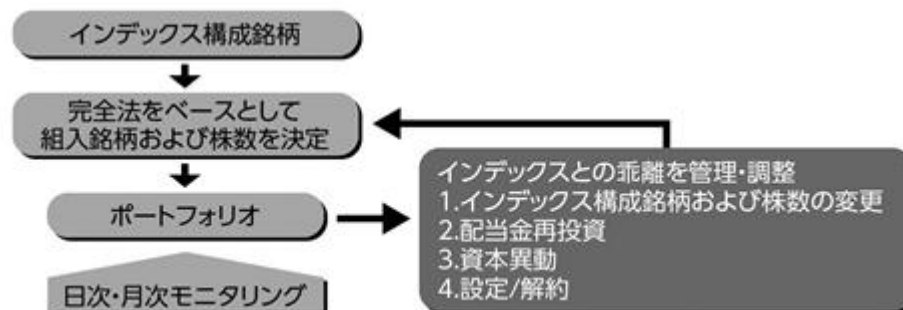 インデックス構成銘柄
完全法をベースとして
組入銘柄および株数を決定
ポートフォリオ
日次・月次モニタリング
インデックスとの乖離を管理・調整
1.インデックス構成銘柄および株数の変更
2.配当金再投資
3.資本異動
4.設定/解約